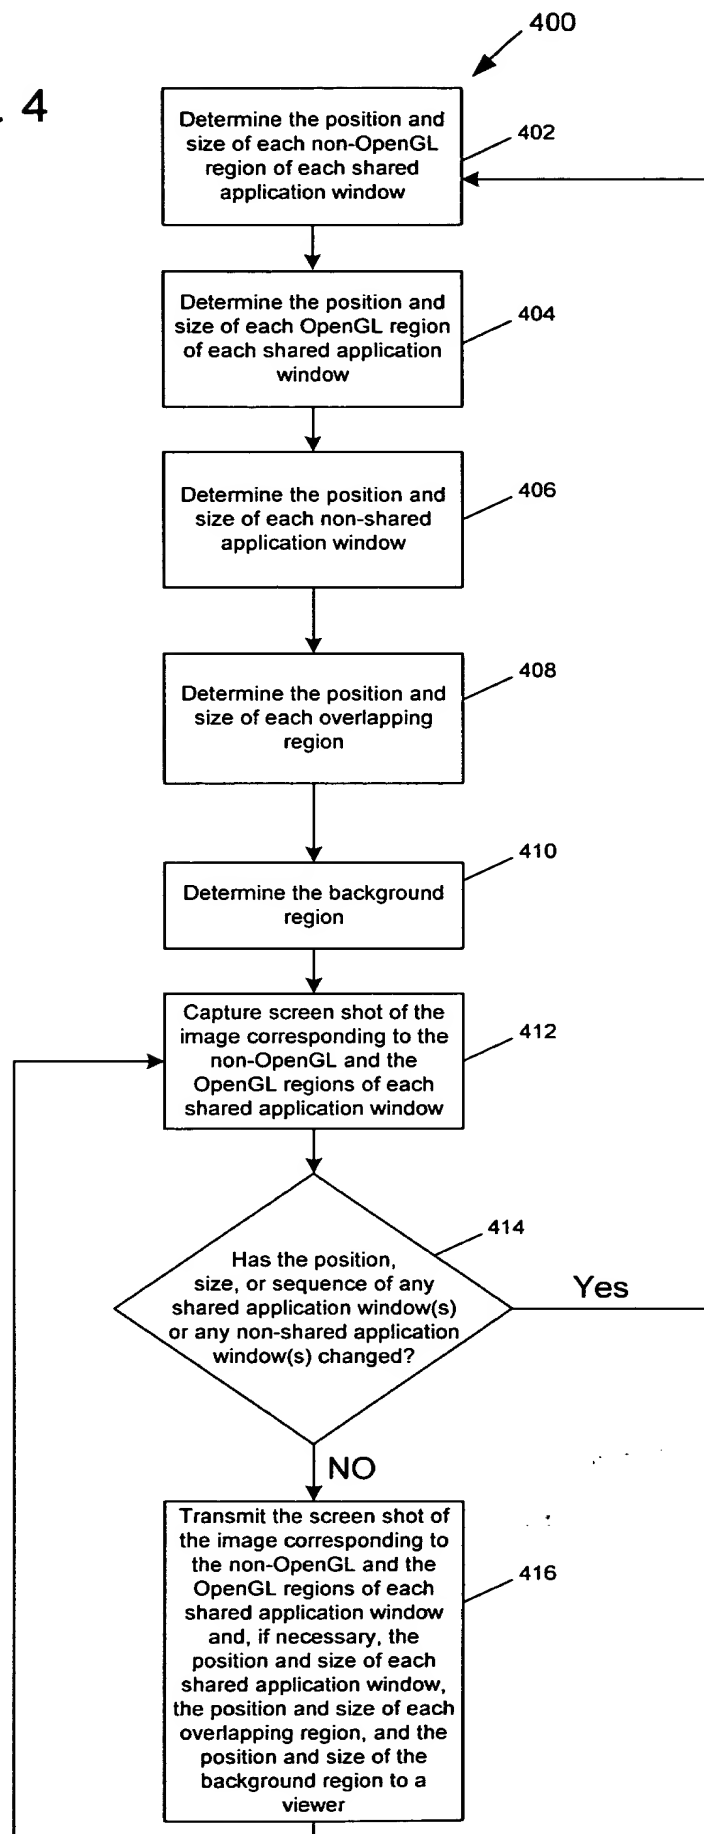 . 4
400
Determine the position and
size of each non-OpenGL
region of each shared
application window
402
Determine the position and
size of each OpenGL region
of each shared application
window
404
Determine the position and
size of each non-shared
application window
406
Determine the position and
size of each overlapping
region
408
Determine the background
region
410
Capture screen shot of the
image corresponding to the
non-OpenGL and the
OpenGL regions of each
shared application window
412
Has the position,
size, or sequence of any
shared application window(s)
or any non-shared application
window(s) changed?
414
Yes
NO
Transmit the screen shot of
the image corresponding to
the non-OpenGL and the
OpenGL regions of each
shared application window
and, if necessary, the
position and size of each
shared application window,
the position and size of each
overlapping region, and the
position and size of the
background region to a
viewer
416